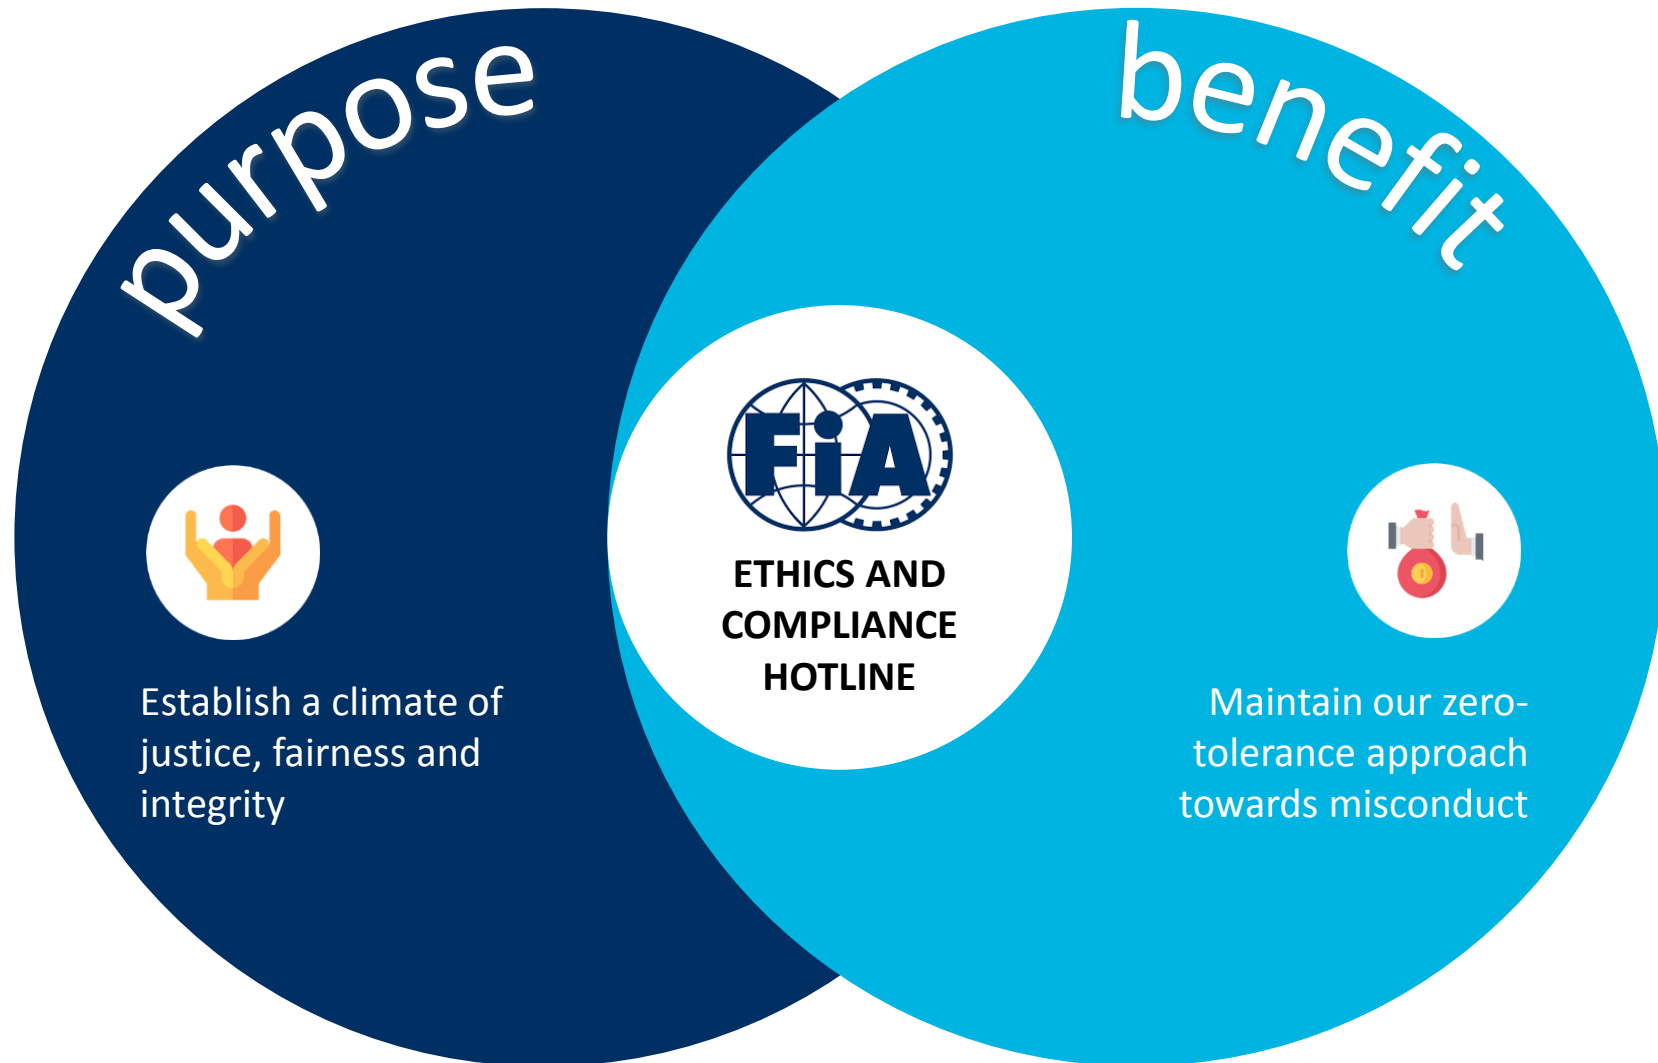 purpose
benefit
FiA
ETHICS AND
COMPLIANCE
HOTLINE
Establish a climate of
justice, fairness and
integrity
Maintain our zero-
tolerance approach
towards misconduct